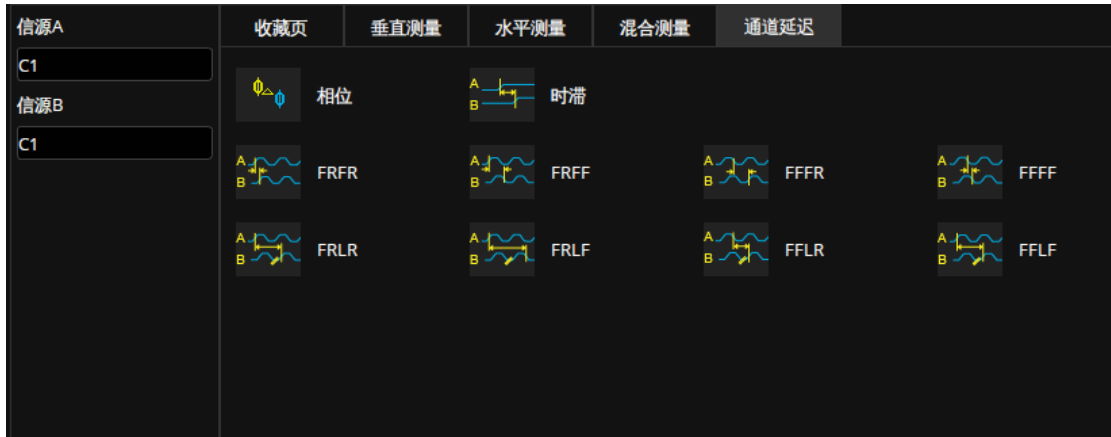 信源A
C1
信源B
C1
收藏页 垂直测量 水平测量 混合测量 通道延迟
相位 A B 时滞
A B FRFR A B FRFF A B FFFR A B FFFF
A B FRLR A B FRLF A B FFLR A B FFLF